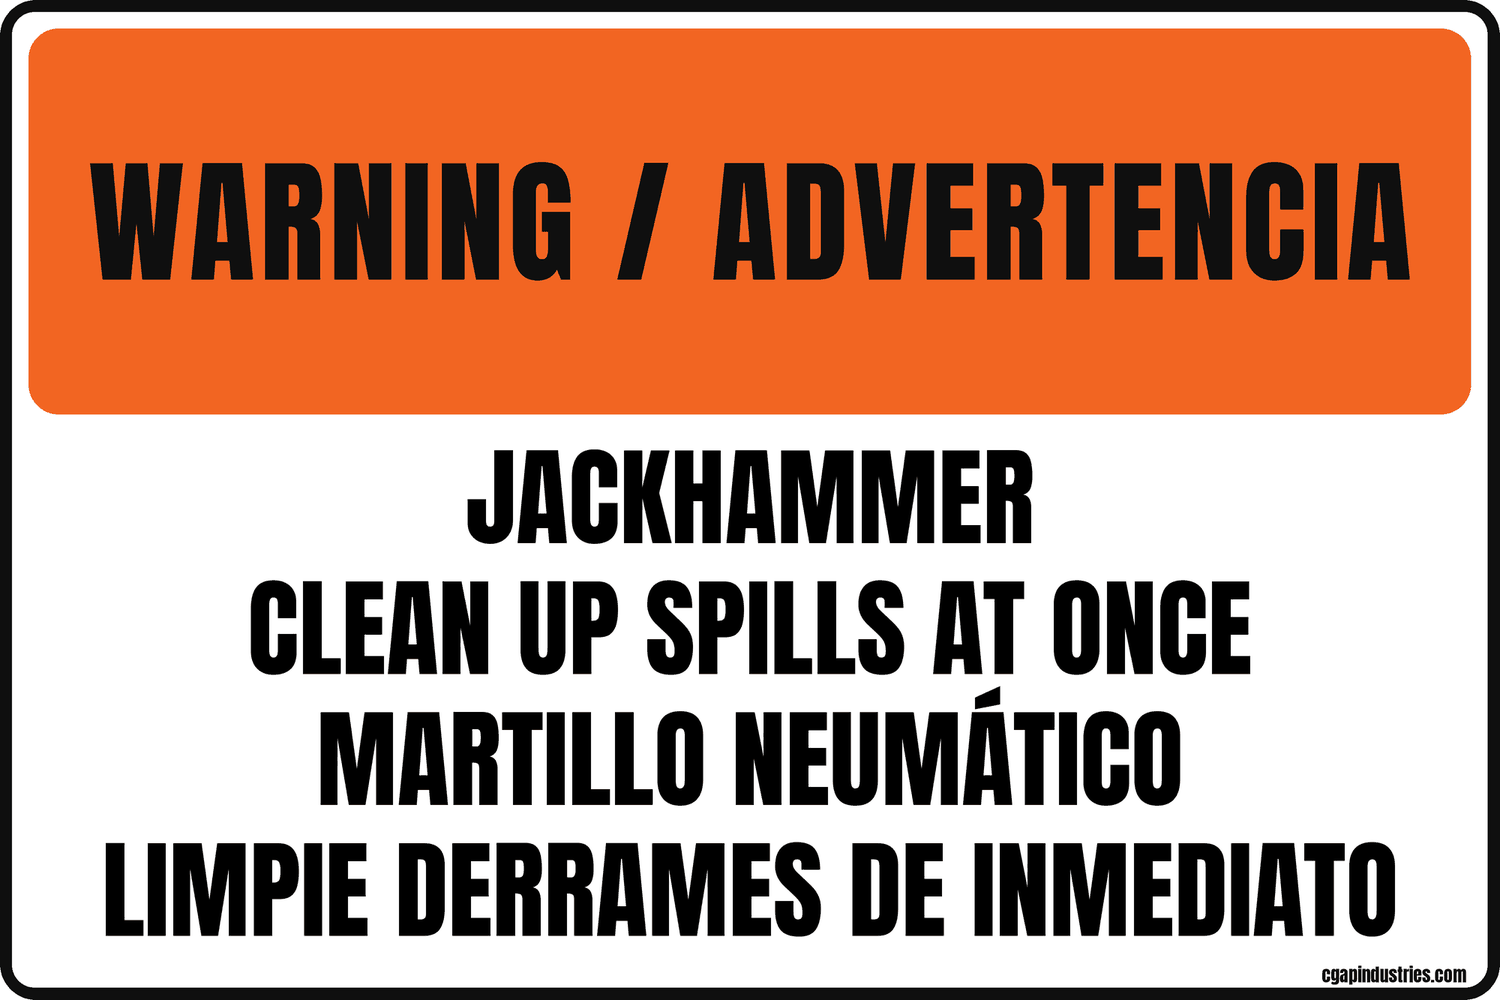 WARNING / ADVERTENCIA
JACKHAMMER
CLEAN UP SPILLS AT ONCE
MARTILLO NEUMÁTICO
LIMPIE DERRAMES DE INMEDIATO
cgapindustries.com